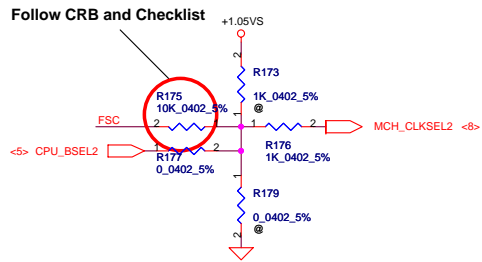 Follow CRB and Checklist
+1.05VS
2
R173
1K_0402_5%
1
@
R175
10K_0402_5%
FSC
2
1
1
2
MCH_CLKSEL2 <8>
R176
1K_0402_5%
<5> CPU_BSEL2
1
2
R177
0_0402_5%
1
R179
0_0402_5%
2
@